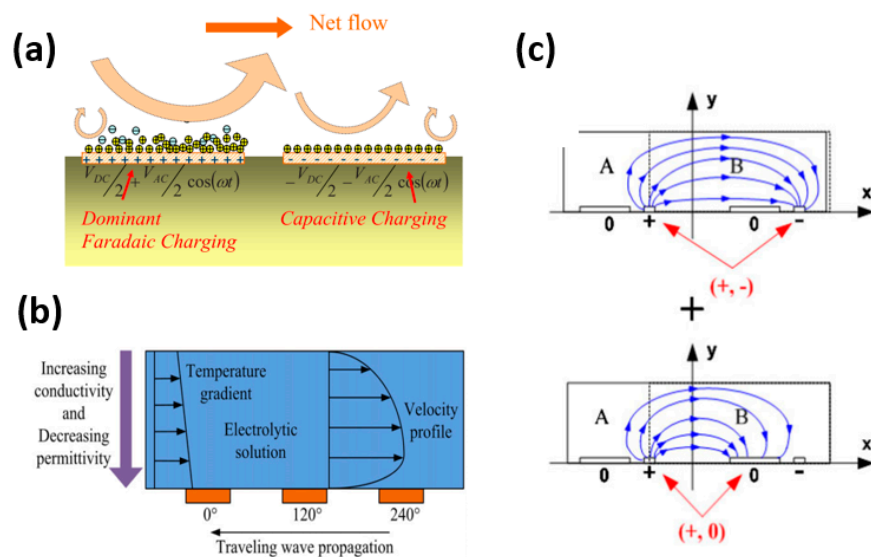 (a)
Net flow
V_DC/2 + V_AC/2 cos(ωt)
-V_DC/2 - V_AC/2 cos(ωt)
Dominant
Faradaic Charging
Capacitive Charging
(b)
Increasing
conductivity
and
Decreasing
permittivity
Temperature
gradient
Electrolytic
solution
Velocity
profile
0°
120°
240°
Traveling wave propagation
(c)
y
A
B
x
0
+
0
-
(+, -)
+
y
A
B
x
0
+
0
-
(+, 0)